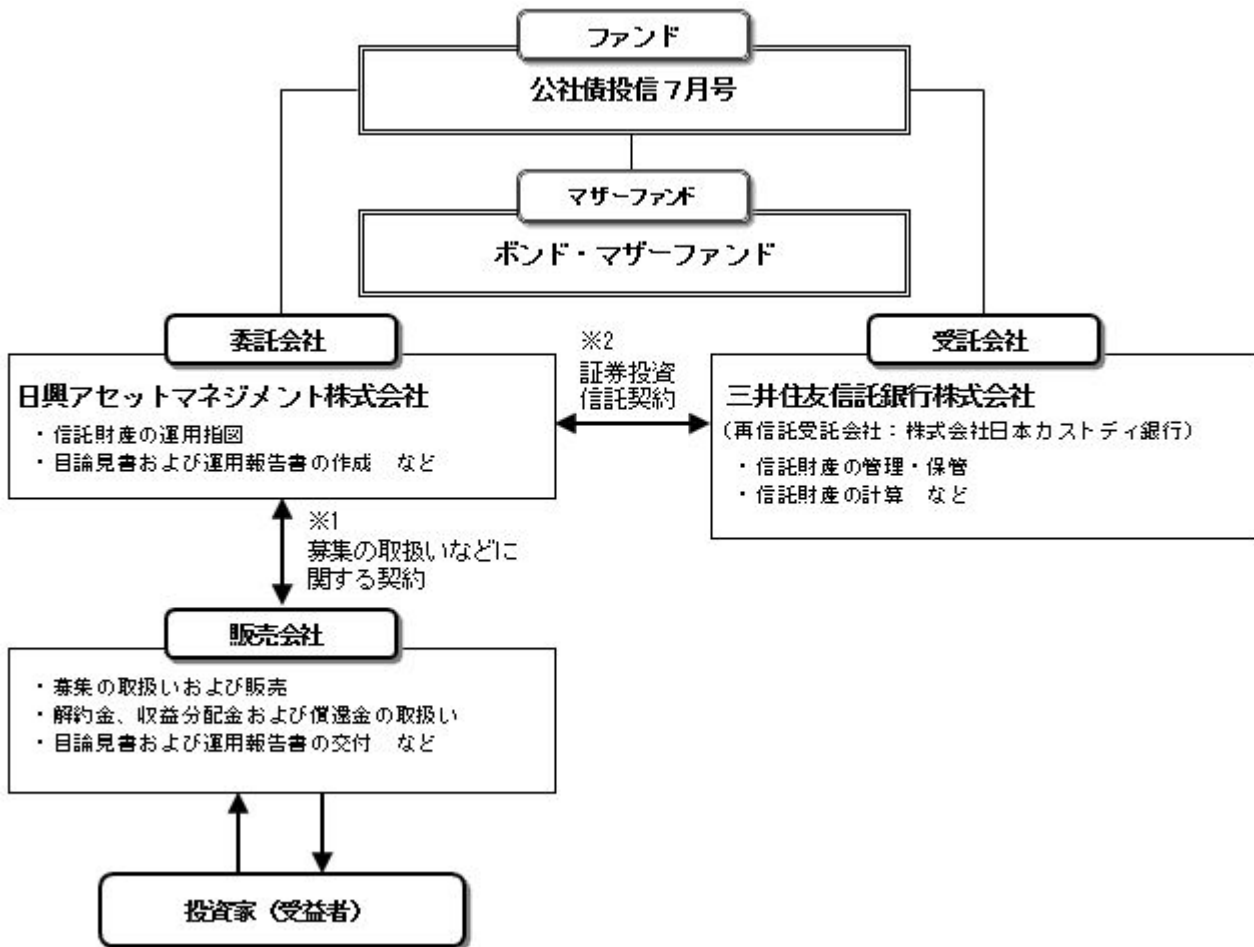 ファンド
公社債投信7月号
マザーファンド
ボンド・マザーファンド
委託会社
日興アセットマネジメント株式会社
・信託財産の運用指図
・目論見書および運用報告書の作成　など
※2
証券投資
信託契約
受託会社
三井住友信託銀行株式会社
(再信託受託会社：株式会社日本カストディ銀行)
・信託財産の管理・保管
・信託財産の計算　など
※1
募集の取扱いなどに
関する契約
販売会社
・募集の取扱いおよび販売
・解約金、収益分配金および償還金の取扱い
・目論見書および運用報告書の交付　など
投資家（受益者）